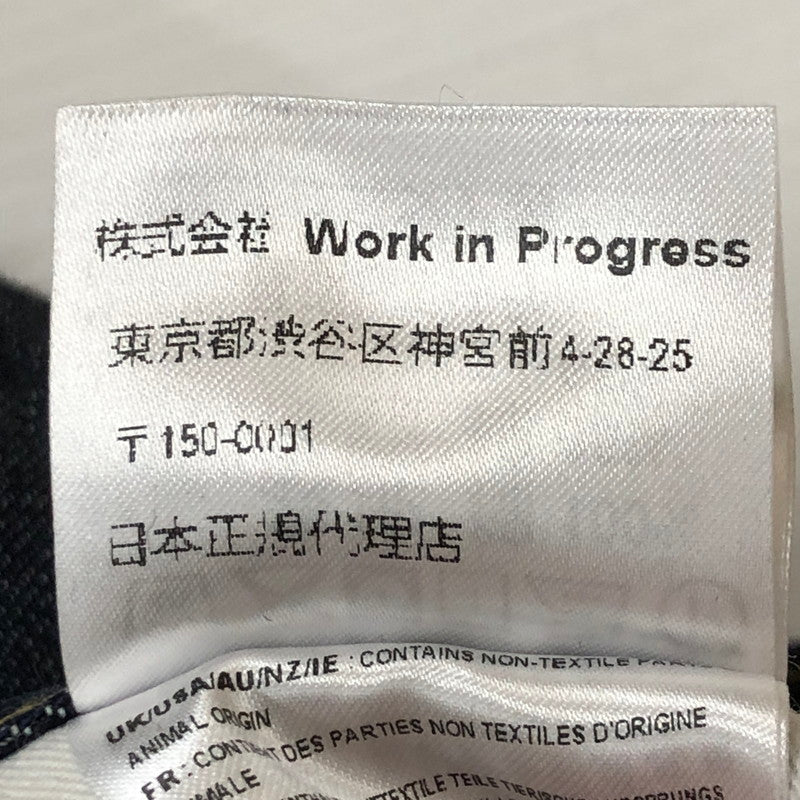 株式会社 Work in Progress
東京都渋谷区神宮前4-28-25
〒150-0001
日本正規代理店
UK/USA/AU/NZ/IE : CONTAINS NON-TEXTILE
ANIMAL ORIGIN
FR : CONTIENT DES PARTIES NON TEXTILES D'ORIGINE